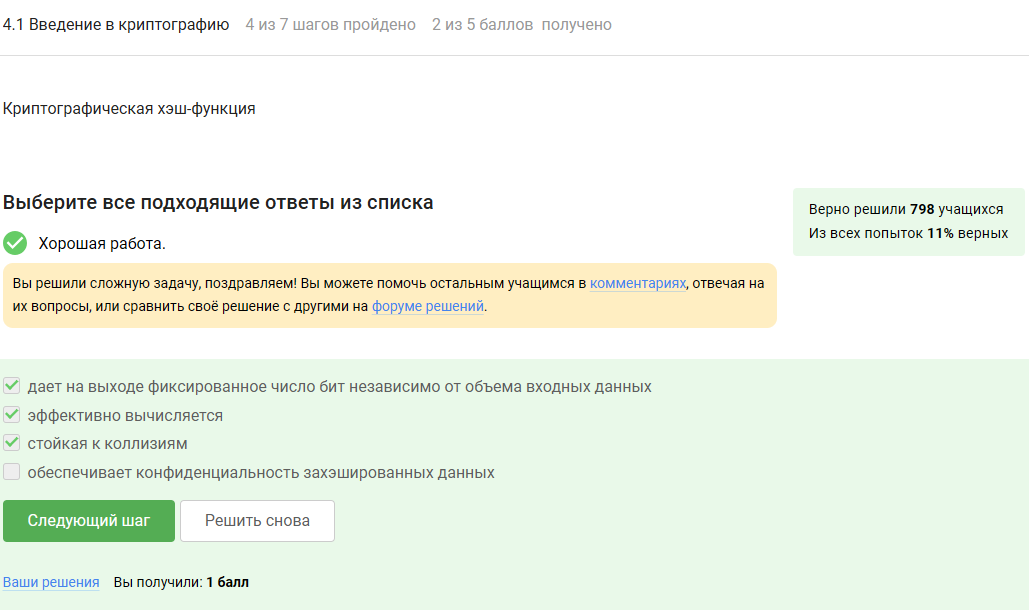 4.1 Введение в криптографию 4 из 7 шагов пройдено 2 из 5 баллов получено
Криптографическая хэш-функция
Выберите все подходящие ответы из списка
Верно решили 798 учащихся
Из всех попыток 11% верных
Хорошая работа.
Вы решили сложную задачу, поздравляем! Вы можете помочь остальным учащимся в комментариях, отвечая на
их вопросы, или сравнить своё решение с другими на форуме решений.
дает на выходе фиксированное число бит независимо от объема входных данных
эффективно вычисляется
стойкая к коллизиям
обеспечивает конфиденциальность захэшированных данных
Следующий шаг Решить снова
Ваши решения Вы получили: 1 балл